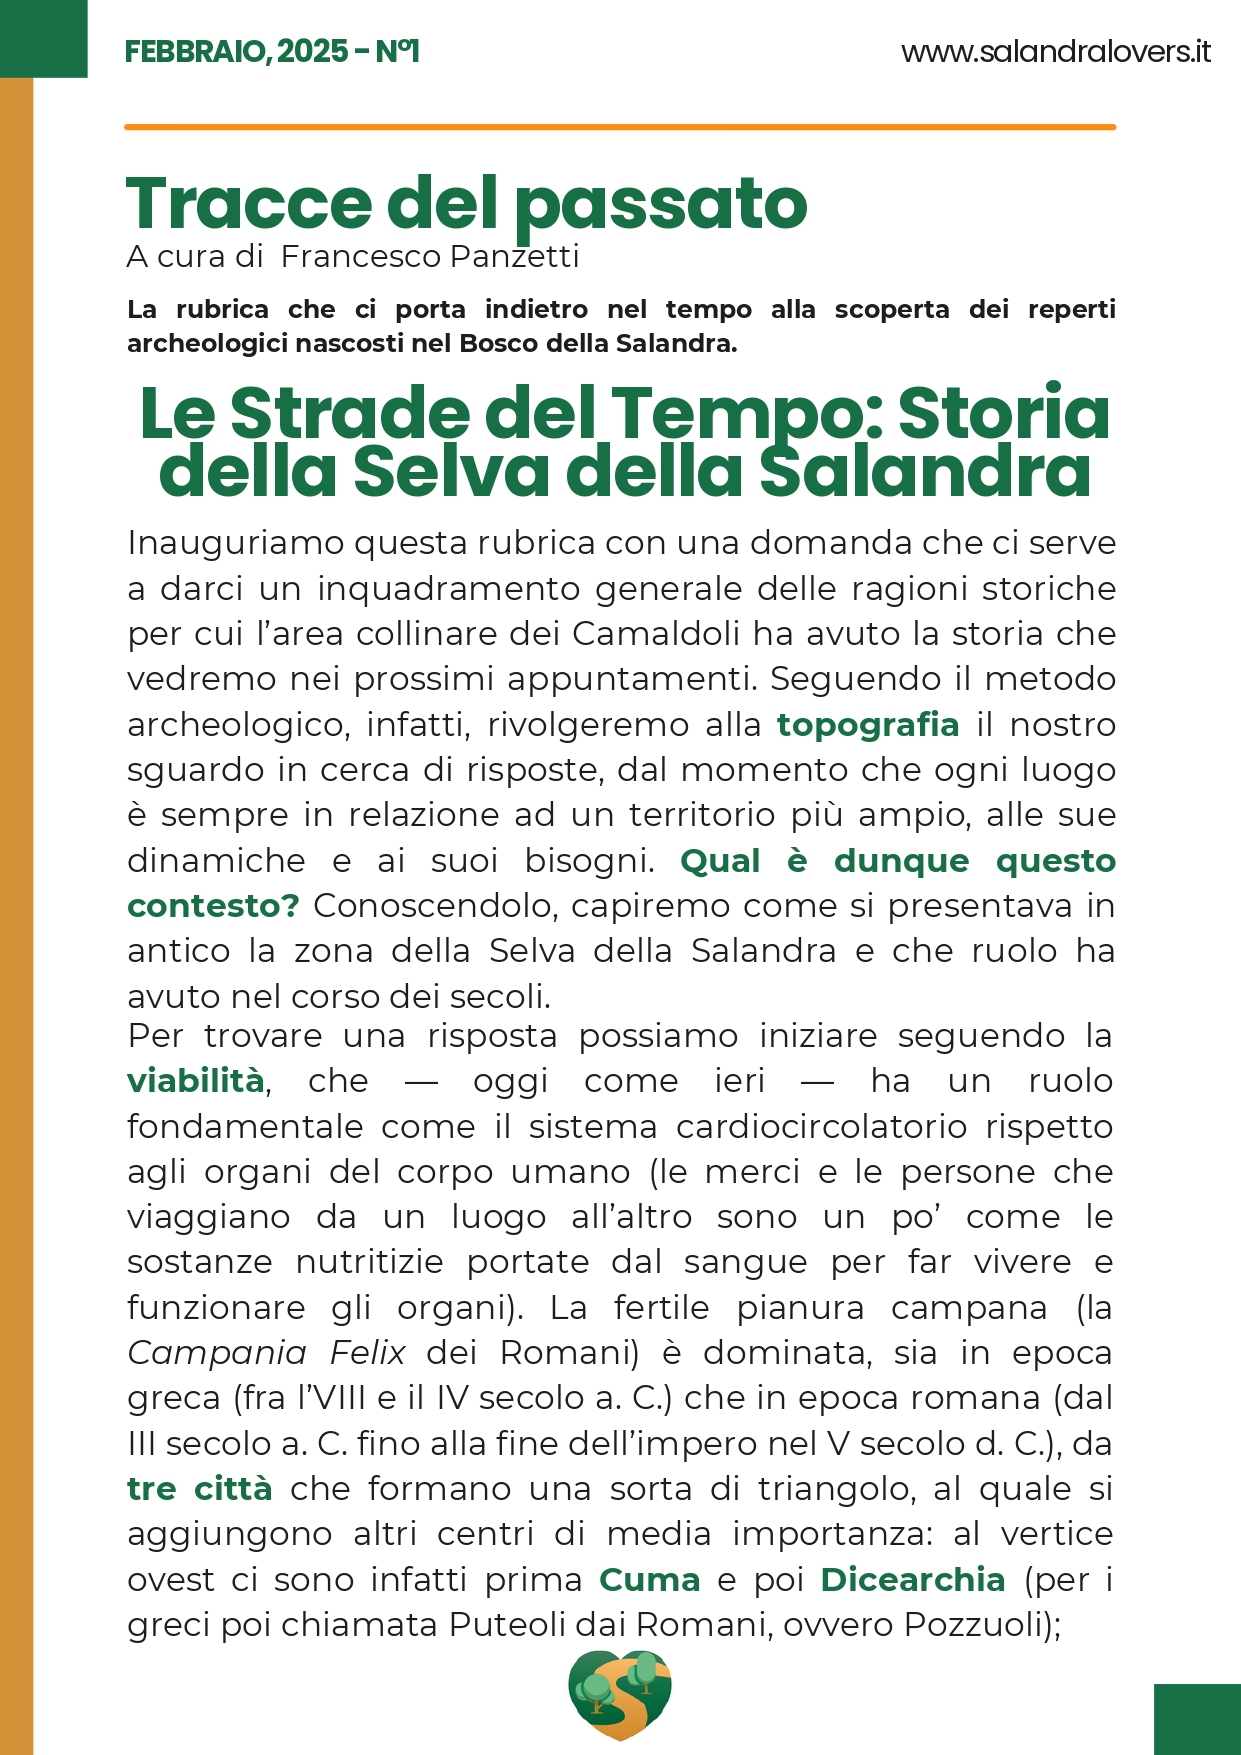 FEBBRAIO, 2025 – N°1
www.salandralovers.it
Tracce del passato
A cura di Francesco Panzetti
La rubrica che ci porta indietro nel tempo alla scoperta dei reperti
archeologici nascosti nel Bosco della Salandra.
Le Strade del Tempo: Storia
della Selva della Salandra
Inauguriamo questa rubrica con una domanda che ci serve
a darci un inquadramento generale delle ragioni storiche
per cui l’area collinare dei Camaldoli ha avuto la storia che
vedremo nei prossimi appuntamenti. Seguendo il metodo
archeologico, infatti, rivolgeremo alla topografia il nostro
sguardo in cerca di risposte, dal momento che ogni luogo
è sempre in relazione ad un territorio più ampio, alle sue
dinamiche e ai suoi bisogni. Qual è dunque questo
contesto? Conoscendolo, capiremo come si presentava in
antico la zona della Selva della Salandra e che ruolo ha
avuto nel corso dei secoli.
Per trovare una risposta possiamo iniziare seguendo la
viabilità, che — oggi come ieri — ha un ruolo
fondamentale come il sistema cardiocircolatorio rispetto
agli organi del corpo umano (le merci e le persone che
viaggiano da un luogo all’altro sono un po’ come le
sostanze nutritizie portate dal sangue per far vivere e
funzionare gli organi). La fertile pianura campana (la
Campania Felix dei Romani) è dominata, sia in epoca
greca (fra l’VIII e il IV secolo a. C.) che in epoca romana (dal
III secolo a. C. fino alla fine dell’impero nel V secolo d. C.), da
tre città che formano una sorta di triangolo, al quale si
aggiungono altri centri di media importanza: al vertice
ovest ci sono infatti prima Cuma e poi Dicearchia (per i
greci poi chiamata Puteoli dai Romani, ovvero Pozzuoli);